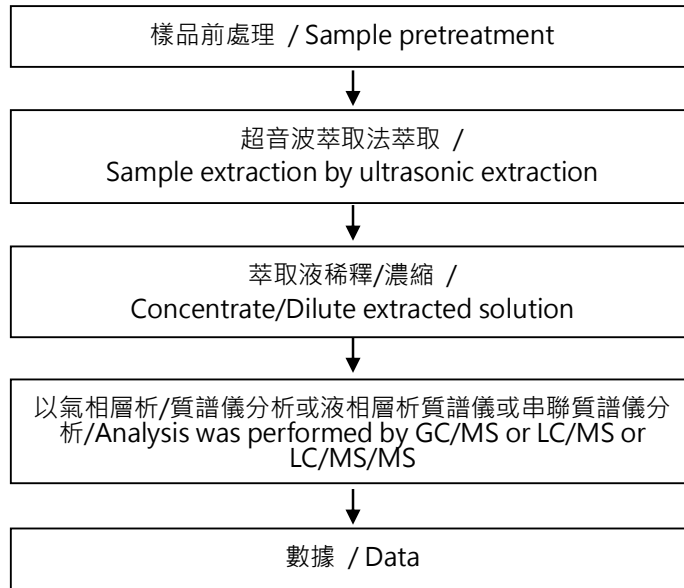 樣品前處理 / Sample pretreatment
超音波萃取法萃取 /
Sample extraction by ultrasonic extraction
萃取液稀釋/濃縮 /
Concentrate/Dilute extracted solution
以氣相層析/質譜儀分析或液相層析質譜儀或串聯質譜儀分
析/Analysis was performed by GC/MS or LC/MS or
LC/MS/MS
數據 / Data